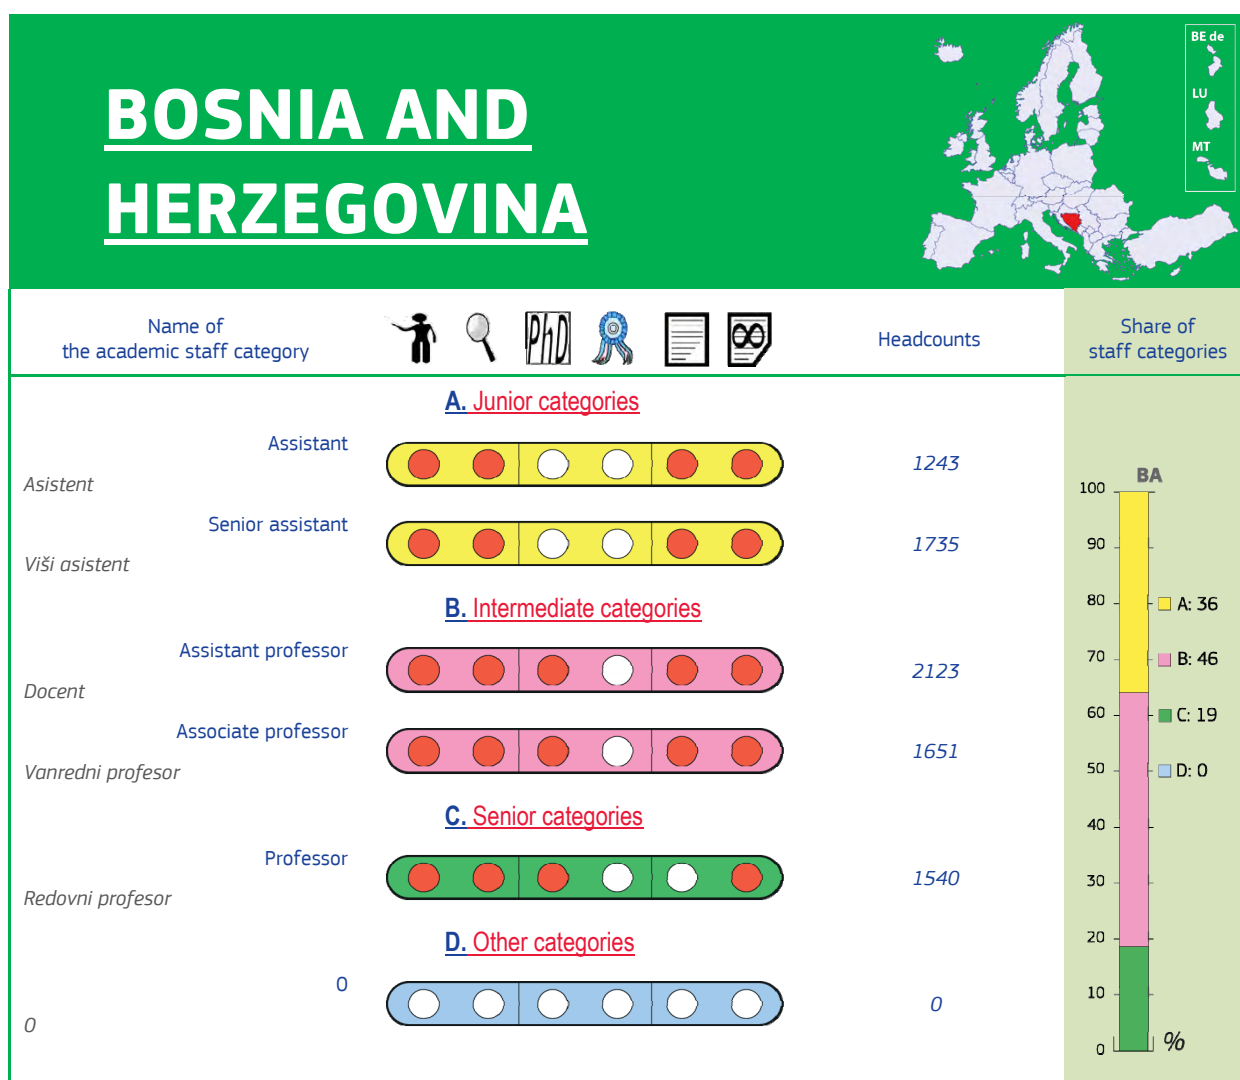 BOSNIA AND
HERZEGOVINA
BE de
LU
MT
Name of
the academic staff category
PhD
∞
Headcounts
Share of
staff categories
A. Junior categories
Assistant
Asistent
1243
Senior assistant
Viši asistent
1735
B. Intermediate categories
Assistant professor
Docent
2123
Associate professor
Vanredni profesor
1651
C. Senior categories
Professor
Redovni profesor
1540
D. Other categories
0
0
0
BA
100
90
80
70
60
50
40
30
20
10
0
%
A: 36
B: 46
C: 19
D: 0